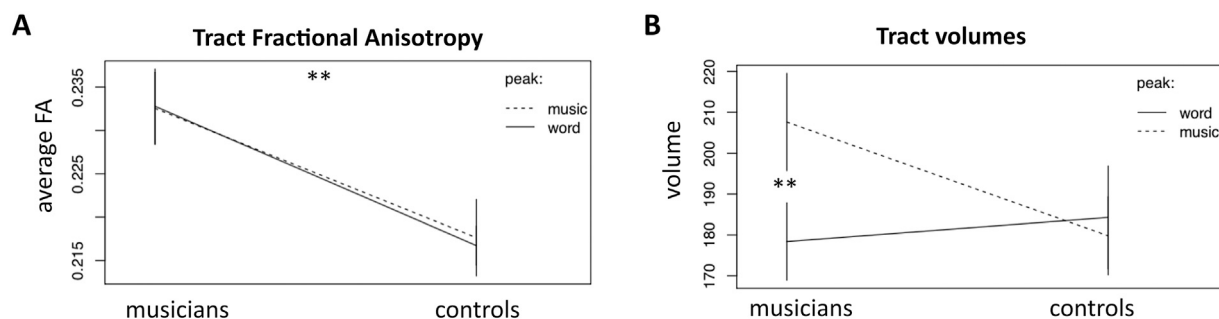 A
Tract Fractional Anisotropy
**
peak:
music
word
average FA
0.235
0.225
0.215
musicians
controls
B
Tract volumes
peak:
word
music
**
volume
220
210
200
190
180
170
musicians
controls